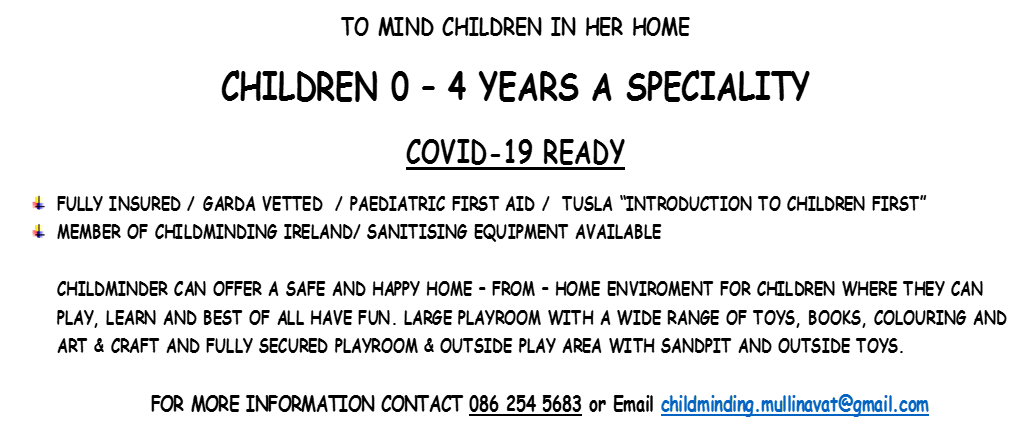 TO MIND CHILDREN IN HER HOME
CHILDREN 0 – 4 YEARS A SPECIALITY
COVID-19 READY
FULLY INSURED / GARDA VETTED / PAEDIATRIC FIRST AID / TUSLA “INTRODUCTION TO CHILDREN FIRST”
MEMBER OF CHILDMINDING IRELAND/ SANITISING EQUIPMENT AVAILABLE
CHILDMINDER CAN OFFER A SAFE AND HAPPY HOME – FROM – HOME ENVIROMENT FOR CHILDREN WHERE THEY CAN
PLAY, LEARN AND BEST OF ALL HAVE FUN. LARGE PLAYROOM WITH A WIDE RANGE OF TOYS, BOOKS, COLOURING AND
ART & CRAFT AND FULLY SECURED PLAYROOM & OUTSIDE PLAY AREA WITH SANDPIT AND OUTSIDE TOYS.
FOR MORE INFORMATION CONTACT 086 254 5683 or Email childminding.mullinavat@gmail.com